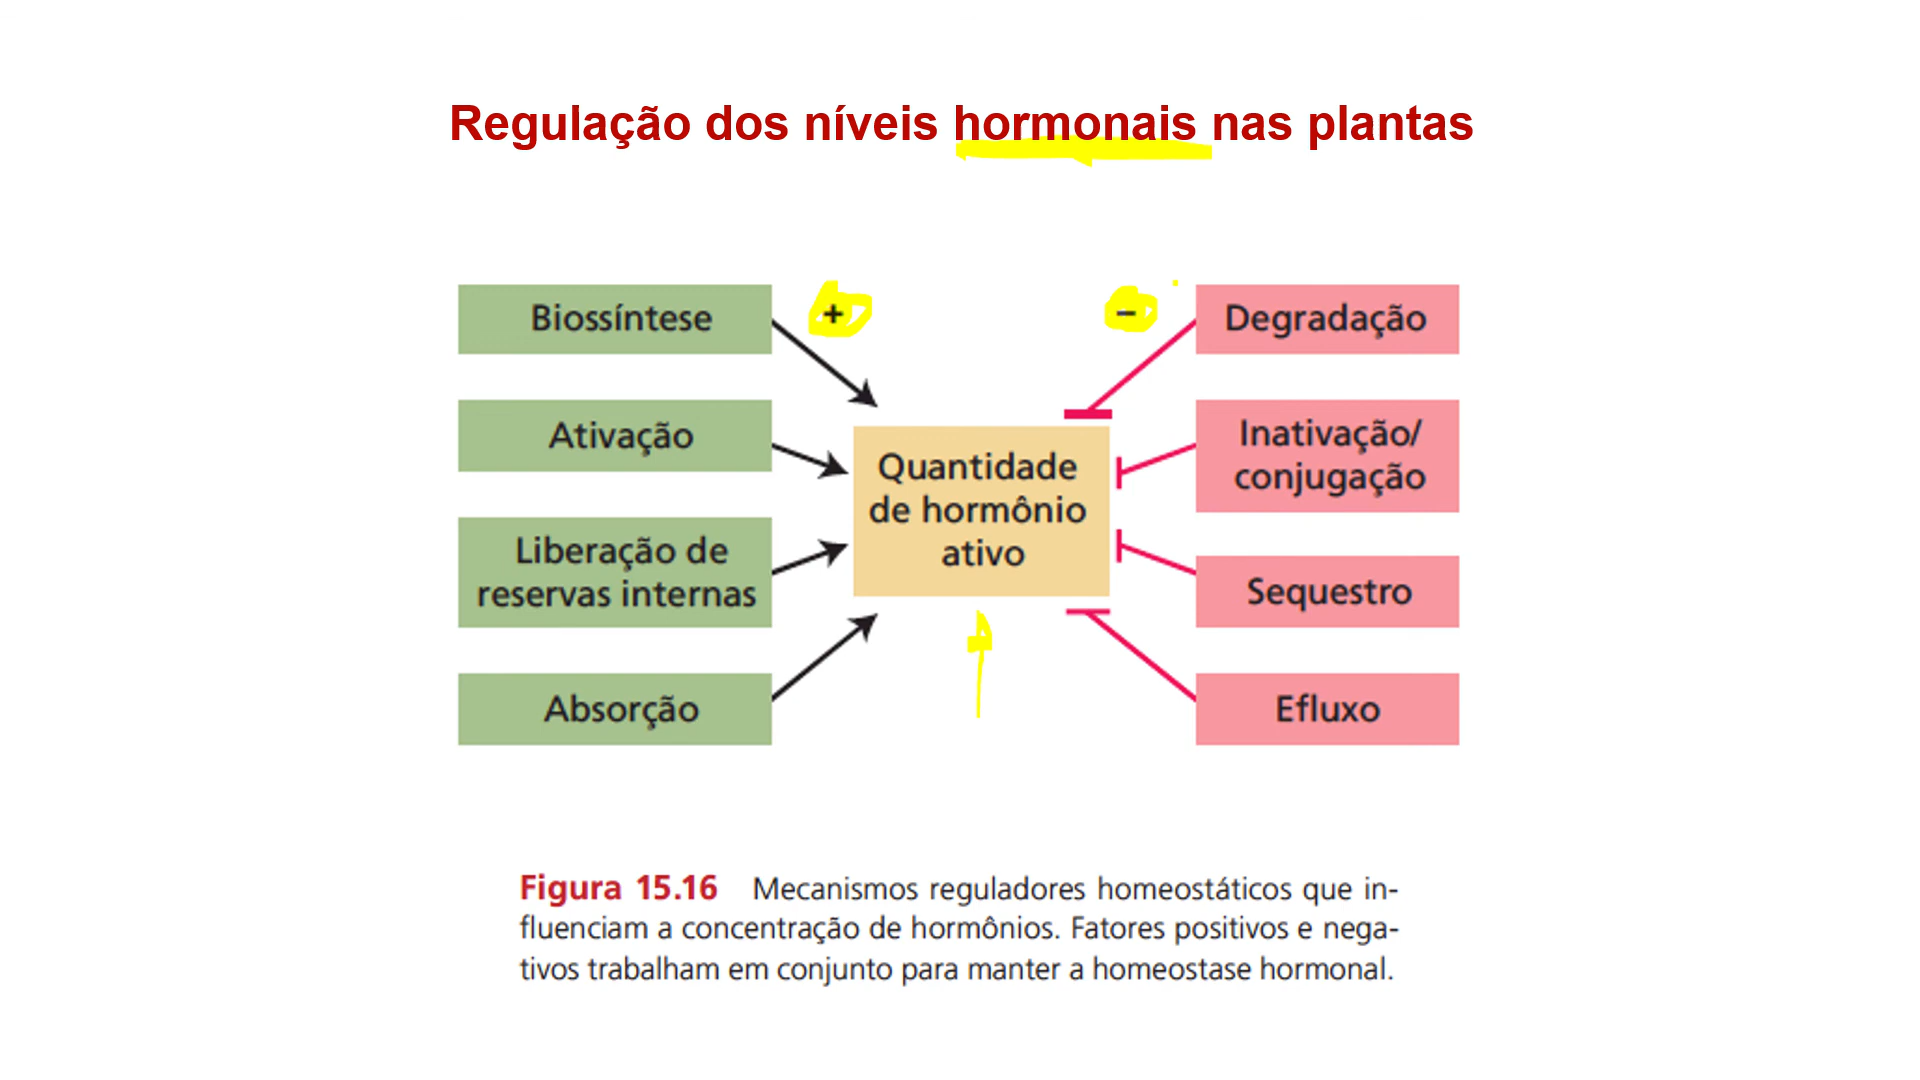 Regulação dos níveis hormonais nas plantas
Biossíntese
+
−
Degradação
Ativação
Inativação/
conjugação
Quantidade
de hormônio
ativo
Liberação de
reservas internas
Sequestro
Absorção
Efluxo
Figura 15.16 Mecanismos reguladores homeostáticos que in-
fluenciam a concentração de hormônios. Fatores positivos e nega-
tivos trabalham em conjunto para manter a homeostase hormonal.